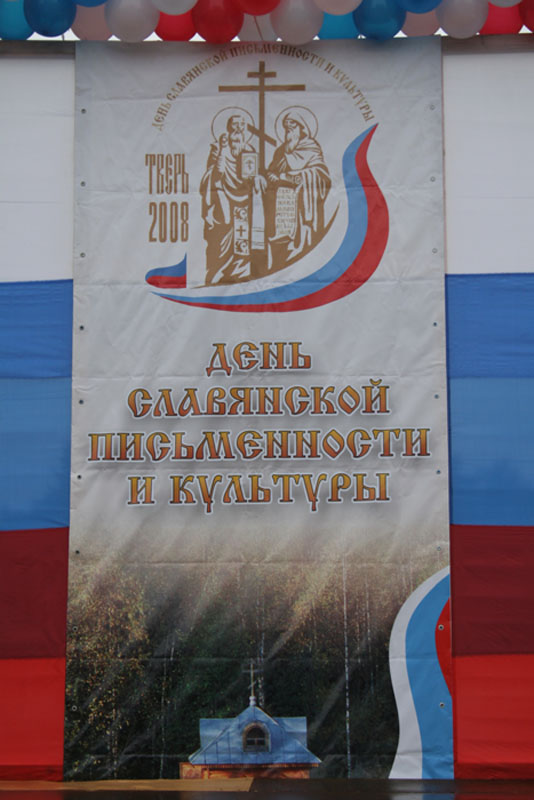 ДЕНЬ СЛАВЯНСКОЙ ПИСЬМЕННОСТИ И КУЛЬТУРЫ
ТВЕРЬ
2008
ДЕНЬ
СЛАВЯНСКОЙ
ПИСЬМЕННОСТИ
И КУЛЬТУРЫ